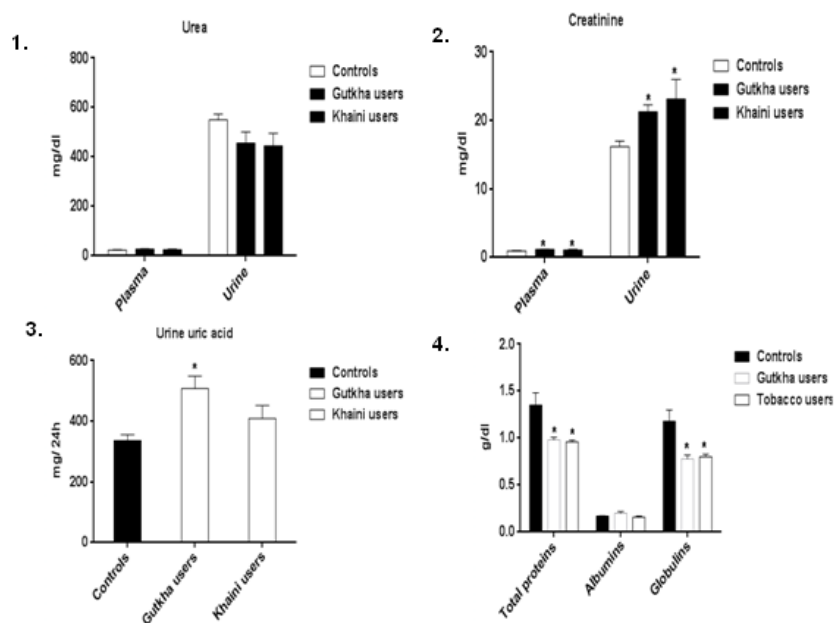 1.
Urea
800
600
400
200
0
mg/dl
Plasma
Urine
Controls
Gutkha users
Khaini users
2.
Creatinine
30
20
10
0
mg/dl
* *
* *
Plasma
Urine
Controls
Gutkha users
Khaini users
3.
Urine uric acid
600
400
200
0
mg/ 24h
*
Controls
Gutkha users
Khaini users
Controls
Gutkha users
Khaini users
4.
2.0
1.5
1.0
0.5
0.0
g/dl
* *
* *
Total proteins
Albumins
Globulins
Controls
Gutkha users
Tobacco users